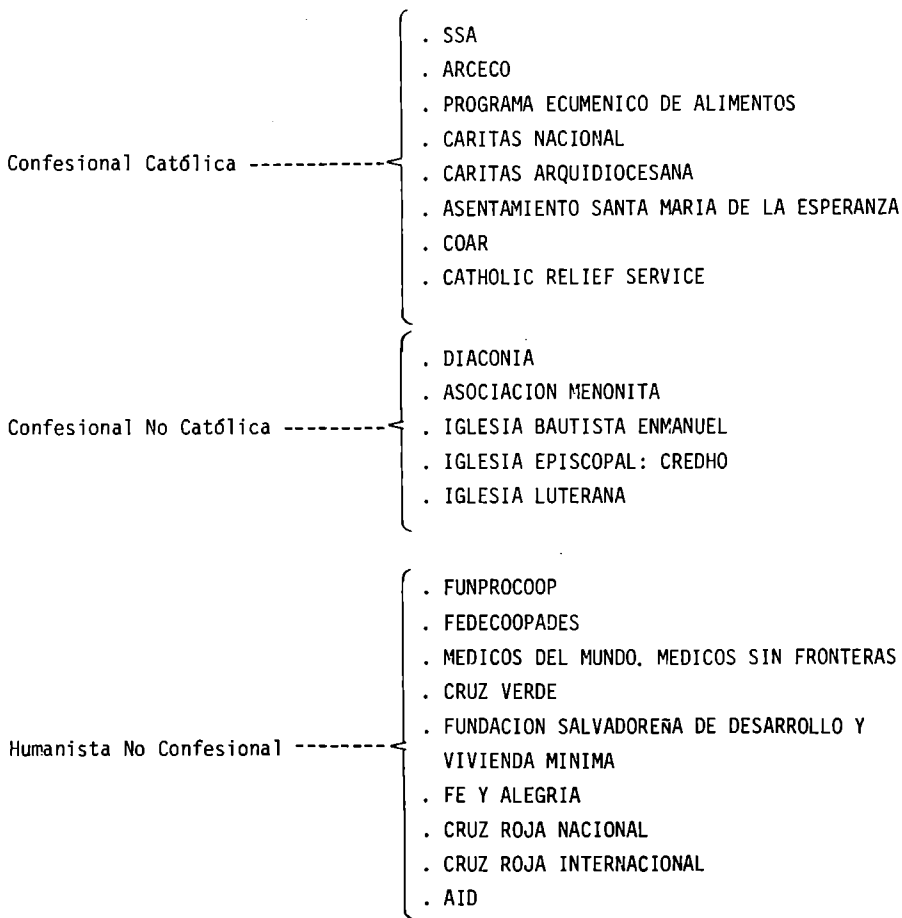 Confesional Católica ---------
. SSA
. ARCECO
. PROGRAMA ECUMENICO DE ALIMENTOS
. CARITAS NACIONAL
. CARITAS ARQUIDIOCESANA
. ASENTAMIENTO SANTA MARIA DE LA ESPERANZA
. COAR
. CATHOLIC RELIEF SERVICE
Confesional No Católica ---------
. DIACONIA
. ASOCIACION MENONITA
. IGLESIA BAUTISTA ENMANUEL
. IGLESIA EPISCOPAL: CREDHO
. IGLESIA LUTERANA
Humanista No Confesional ---------
. FUNPROCOOP
. FEDECOOPADES
. MEDICOS DEL MUNDO. MEDICOS SIN FRONTERAS
. CRUZ VERDE
. FUNDACION SALVADOREÑA DE DESARROLLO Y
VIVIENDA MINIMA
. FE Y ALEGRIA
. CRUZ ROJA NACIONAL
. CRUZ ROJA INTERNACIONAL
. AID